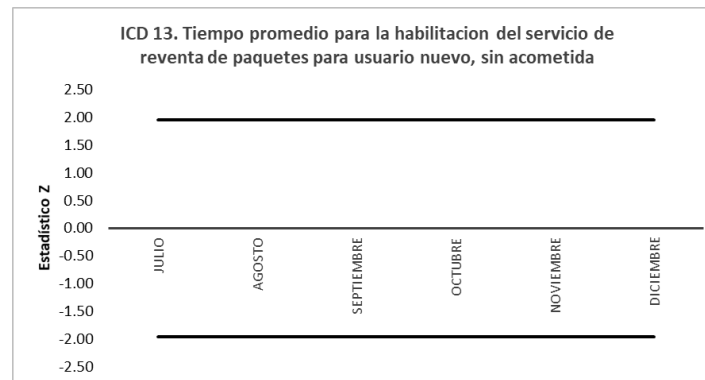 ICD 13. Tiempo promedio para la habilitacion del servicio de
reventa de paquetes para usuario nuevo, sin acometida
Estadístico Z
2.50
2.00
1.50
1.00
0.50
0.00
-0.50
-1.00
-1.50
-2.00
-2.50
JULIO
AGOSTO
SEPTIEMBRE
OCTUBRE
NOVIEMBRE
DICIEMBRE